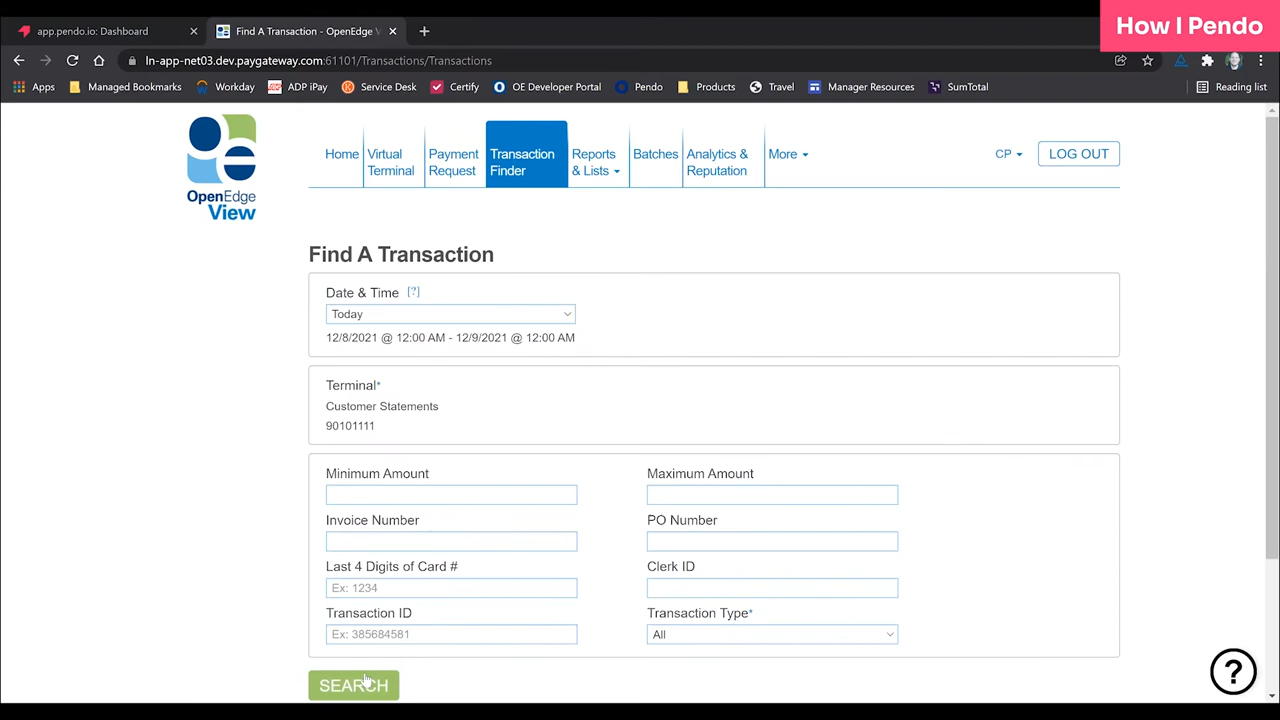 How I Pendo
app.pendo.io: Dashboard
Find A Transaction - OpenEdge V
ln-app-net03.dev.paygateway.com:61101/Transactions/Transactions
Apps Managed Bookmarks Workday ADP iPay Service Desk Certify OE Developer Portal Pendo Products Travel Manager Resources SumTotal Reading list
OpenEdge
View
Home
Virtual
Terminal
Payment
Request
Transaction
Finder
Reports
& Lists
Batches
Analytics &
Reputation
More
CP
LOG OUT
Find A Transaction
Date & Time [?]
Today
12/8/2021 @ 12:00 AM - 12/9/2021 @ 12:00 AM
Terminal*
Customer Statements
90101111
Minimum Amount
Maximum Amount
Invoice Number
PO Number
Last 4 Digits of Card #
Ex: 1234
Clerk ID
Transaction ID
Ex: 385684581
Transaction Type*
All
SEARCH
?